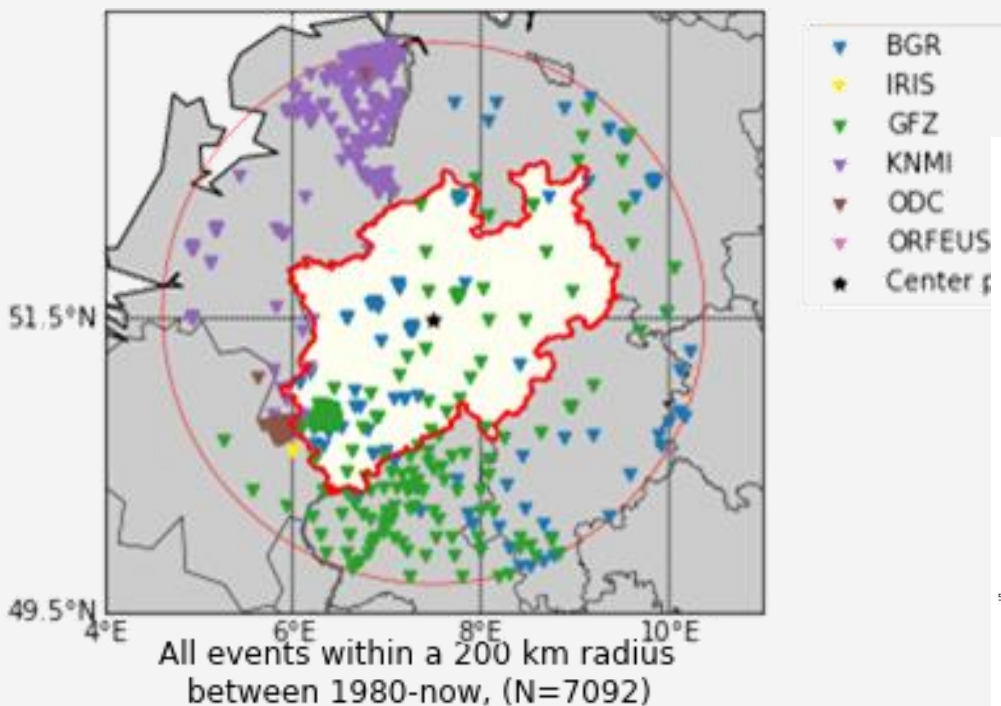 BGR
IRIS
GFZ
KNMI
ODC
ORFEUS
Center p
51.5°N
49.5°N
4°E 6°E 8°E 10°E
All events within a 200 km radius
between 1980-now, (N=7092)